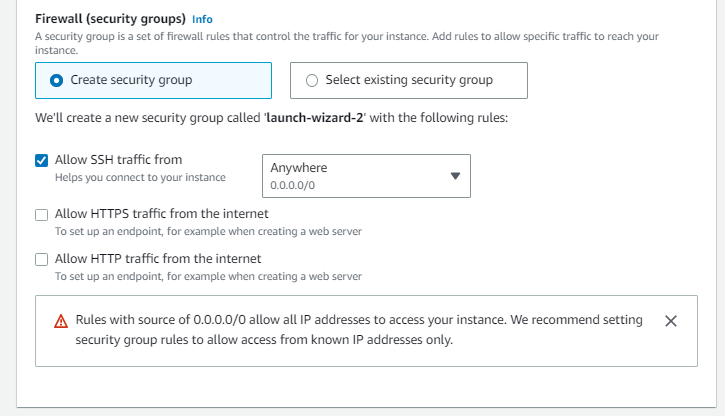 Firewall (security groups) Info
A security group is a set of firewall rules that control the traffic for your instance. Add rules to allow specific traffic to reach your
instance.
Create security group
Select existing security group
We'll create a new security group called 'launch-wizard-2' with the following rules:
Allow SSH traffic from
Helps you connect to your instance
Anywhere
0.0.0.0/0
Allow HTTPS traffic from the internet
To set up an endpoint, for example when creating a web server
Allow HTTP traffic from the internet
To set up an endpoint, for example when creating a web server
Rules with source of 0.0.0.0/0 allow all IP addresses to access your instance. We recommend setting
security group rules to allow access from known IP addresses only.